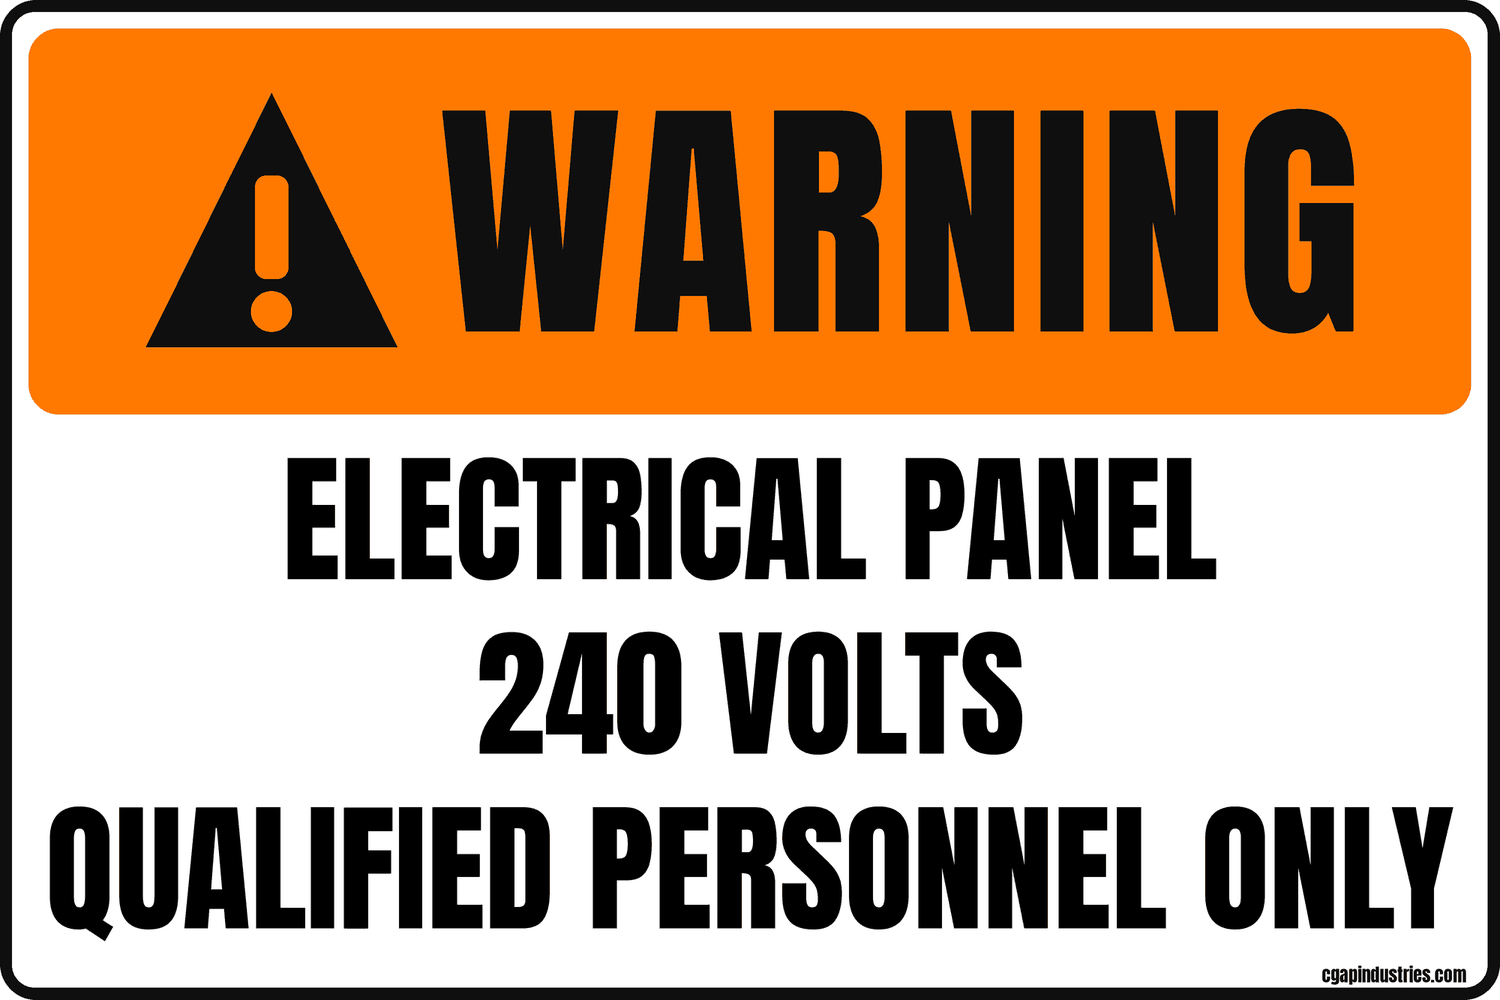 WARNING
ELECTRICAL PANEL
240 VOLTS
QUALIFIED PERSONNEL ONLY
cgapindustries.com